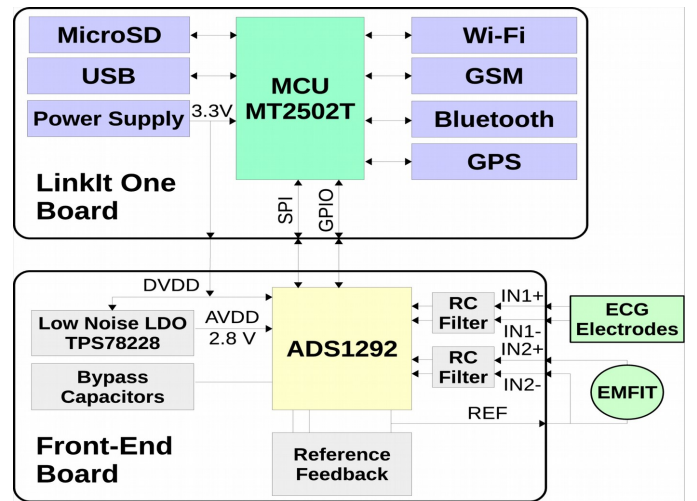 MicroSD
USB
Power Supply
3.3V
MCU
MT2502T
Wi-Fi
GSM
Bluetooth
GPS
LinkIt One
Board
SPI
GPIO
DVDD
Low Noise LDO
TPS78228
AVDD
2.8 V
Bypass
Capacitors
ADS1292
RC
Filter
IN1+
IN1-
ECG
Electrodes
RC
Filter
IN2+
IN2-
EMFIT
REF
Reference
Feedback
Front-End
Board